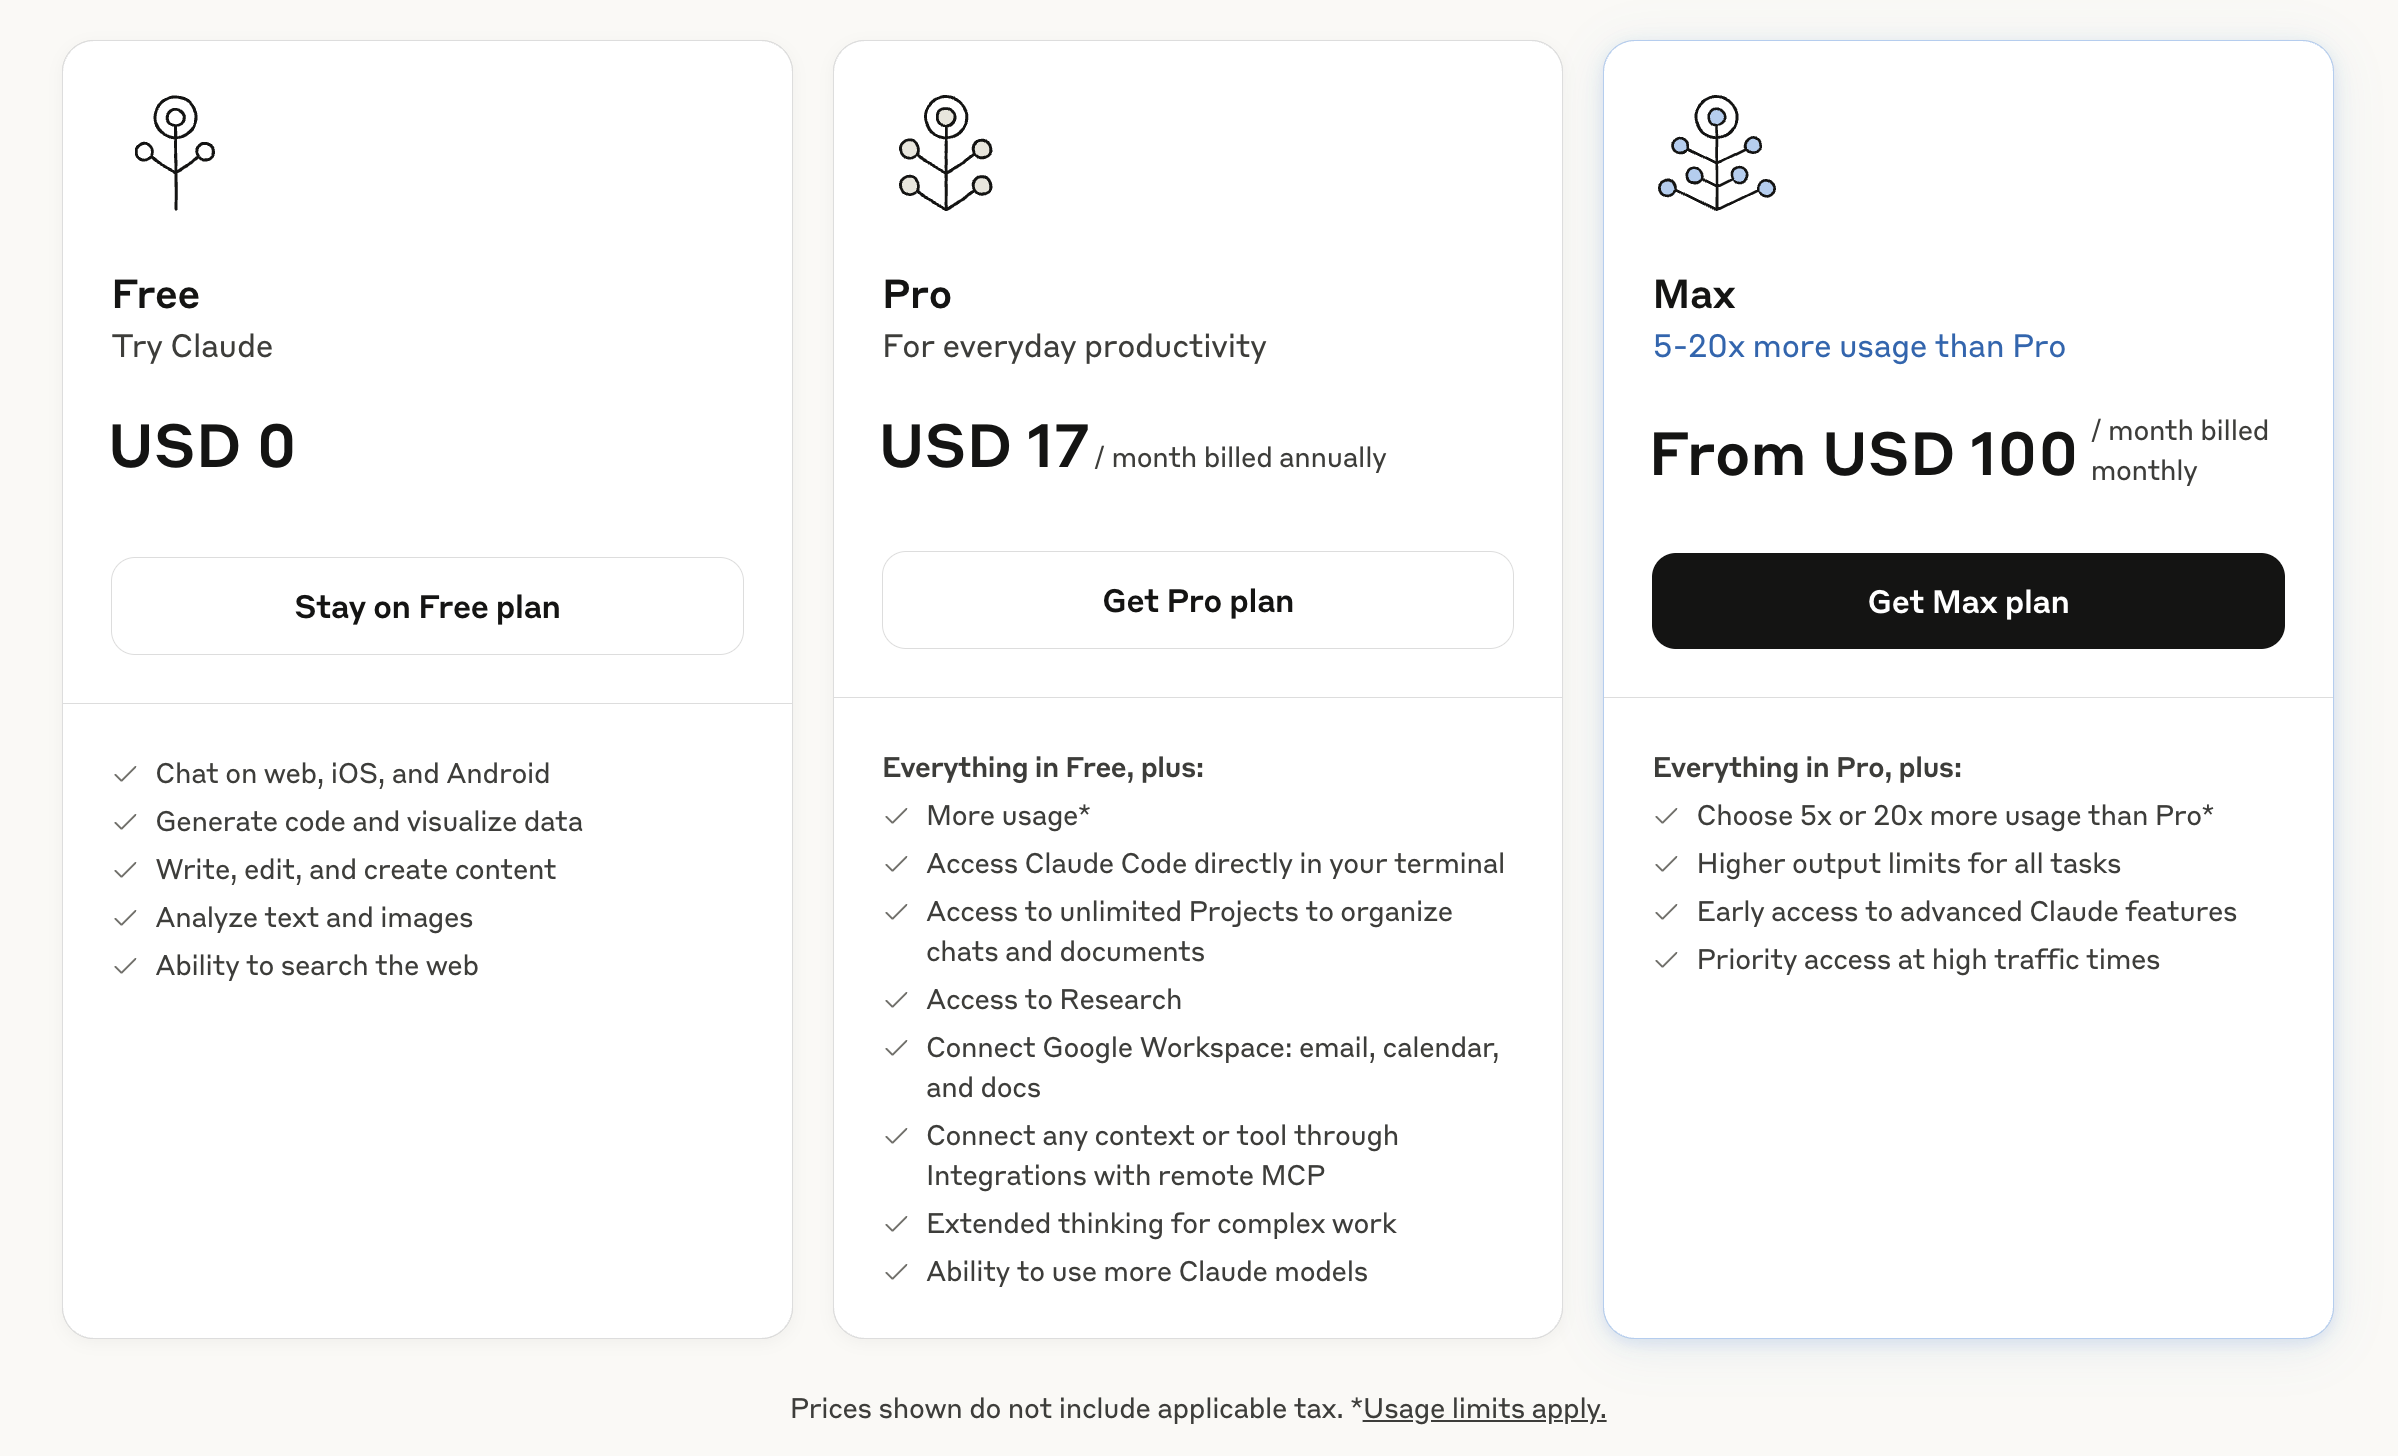 Free
Try Claude
USD 0
Stay on Free plan
Chat on web, iOS, and Android
Generate code and visualize data
Write, edit, and create content
Analyze text and images
Ability to search the web
Pro
For everyday productivity
USD 17 / month billed annually
Get Pro plan
Everything in Free, plus:
More usage*
Access Claude Code directly in your terminal
Access to unlimited Projects to organize
chats and documents
Access to Research
Connect Google Workspace: email, calendar,
and docs
Connect any context or tool through
Integrations with remote MCP
Extended thinking for complex work
Ability to use more Claude models
Max
5-20x more usage than Pro
From USD 100 / month billed
monthly
Get Max plan
Everything in Pro, plus:
Choose 5x or 20x more usage than Pro*
Higher output limits for all tasks
Early access to advanced Claude features
Priority access at high traffic times
Prices shown do not include applicable tax. *Usage limits apply.